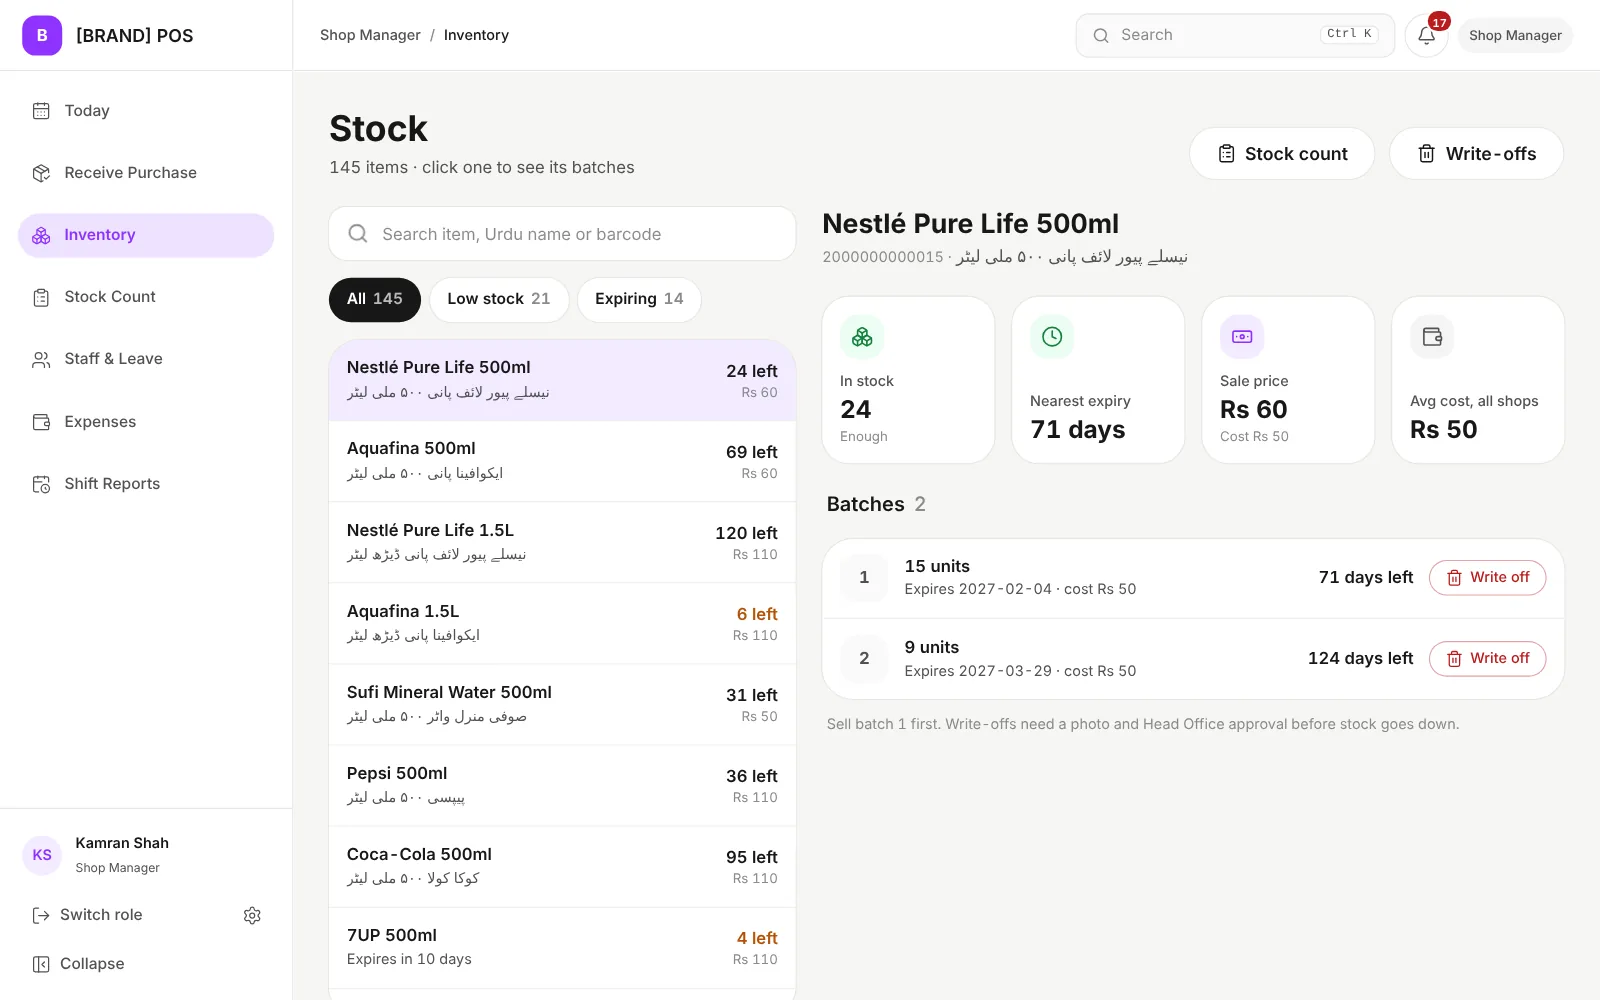 B [BRAND] POS
Shop Manager / Inventory
Search Ctrl K
17
Shop Manager
Today
Receive Purchase
Inventory
Stock Count
Staff & Leave
Expenses
Shift Reports
KS
Kamran Shah
Shop Manager
Switch role
Collapse
Stock
145 items · click one to see its batches
Stock count
Write-offs
Search item, Urdu name or barcode
All 145
Low stock 21
Expiring 14
Nestlé Pure Life 500ml
24 left
نیسلے پیور لائف پانی ۵۰۰ ملی لیٹر
Rs 60
Aquafina 500ml
69 left
ایکوافینا پانی ۵۰۰ ملی لیٹر
Rs 60
Nestlé Pure Life 1.5L
120 left
نیسلے پیور لائف پانی ڈیڑھ لیٹر
Rs 110
Aquafina 1.5L
6 left
ایکوافینا پانی ڈیڑھ لیٹر
Rs 110
Sufi Mineral Water 500ml
31 left
صوفی منرل واٹر ۵۰۰ ملی لیٹر
Rs 50
Pepsi 500ml
36 left
پیپسی ۵۰۰ ملی لیٹر
Rs 110
Coca-Cola 500ml
95 left
کوکا کولا ۵۰۰ ملی لیٹر
Rs 110
7UP 500ml
4 left
Expires in 10 days
Rs 110
Nestlé Pure Life 500ml
2000000000015 · نیسلے پیور لائف پانی ۵۰۰ ملی لیٹر
In stock
24
Enough
Nearest expiry
71 days
Sale price
Rs 60
Cost Rs 50
Avg cost, all shops
Rs 50
Batches 2
1
15 units
Expires 2027-02-04 · cost Rs 50
71 days left
Write off
2
9 units
Expires 2027-03-29 · cost Rs 50
124 days left
Write off
Sell batch 1 first. Write-offs need a photo and Head Office approval before stock goes down.